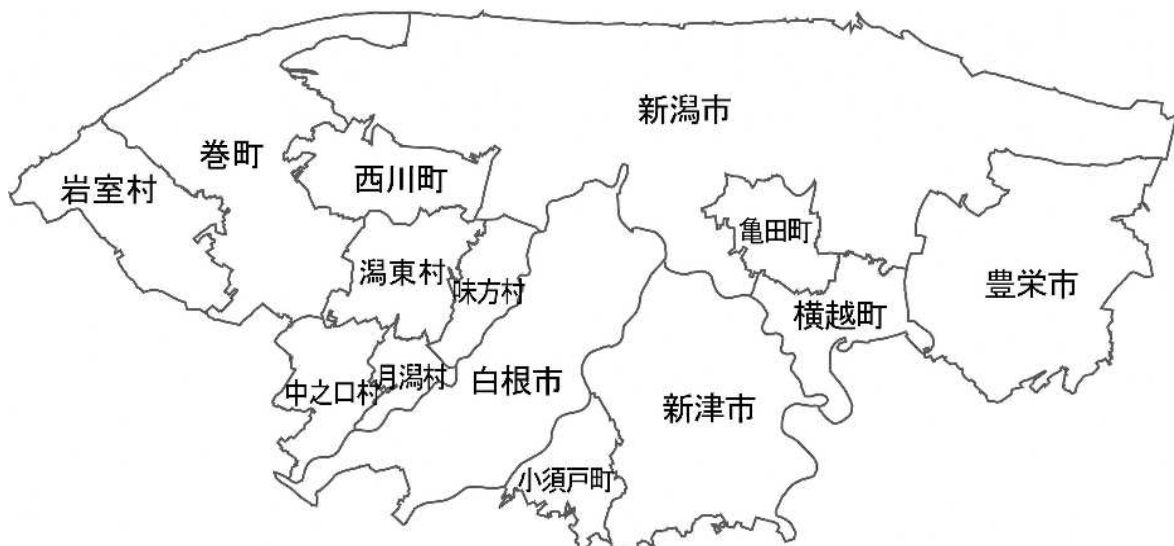 新潟市
巻町
西川町
岩室村
亀田町
潟東村
味方村
豊栄市
横越町
中之口村
月潟村
白根市
新津市
小須戸町